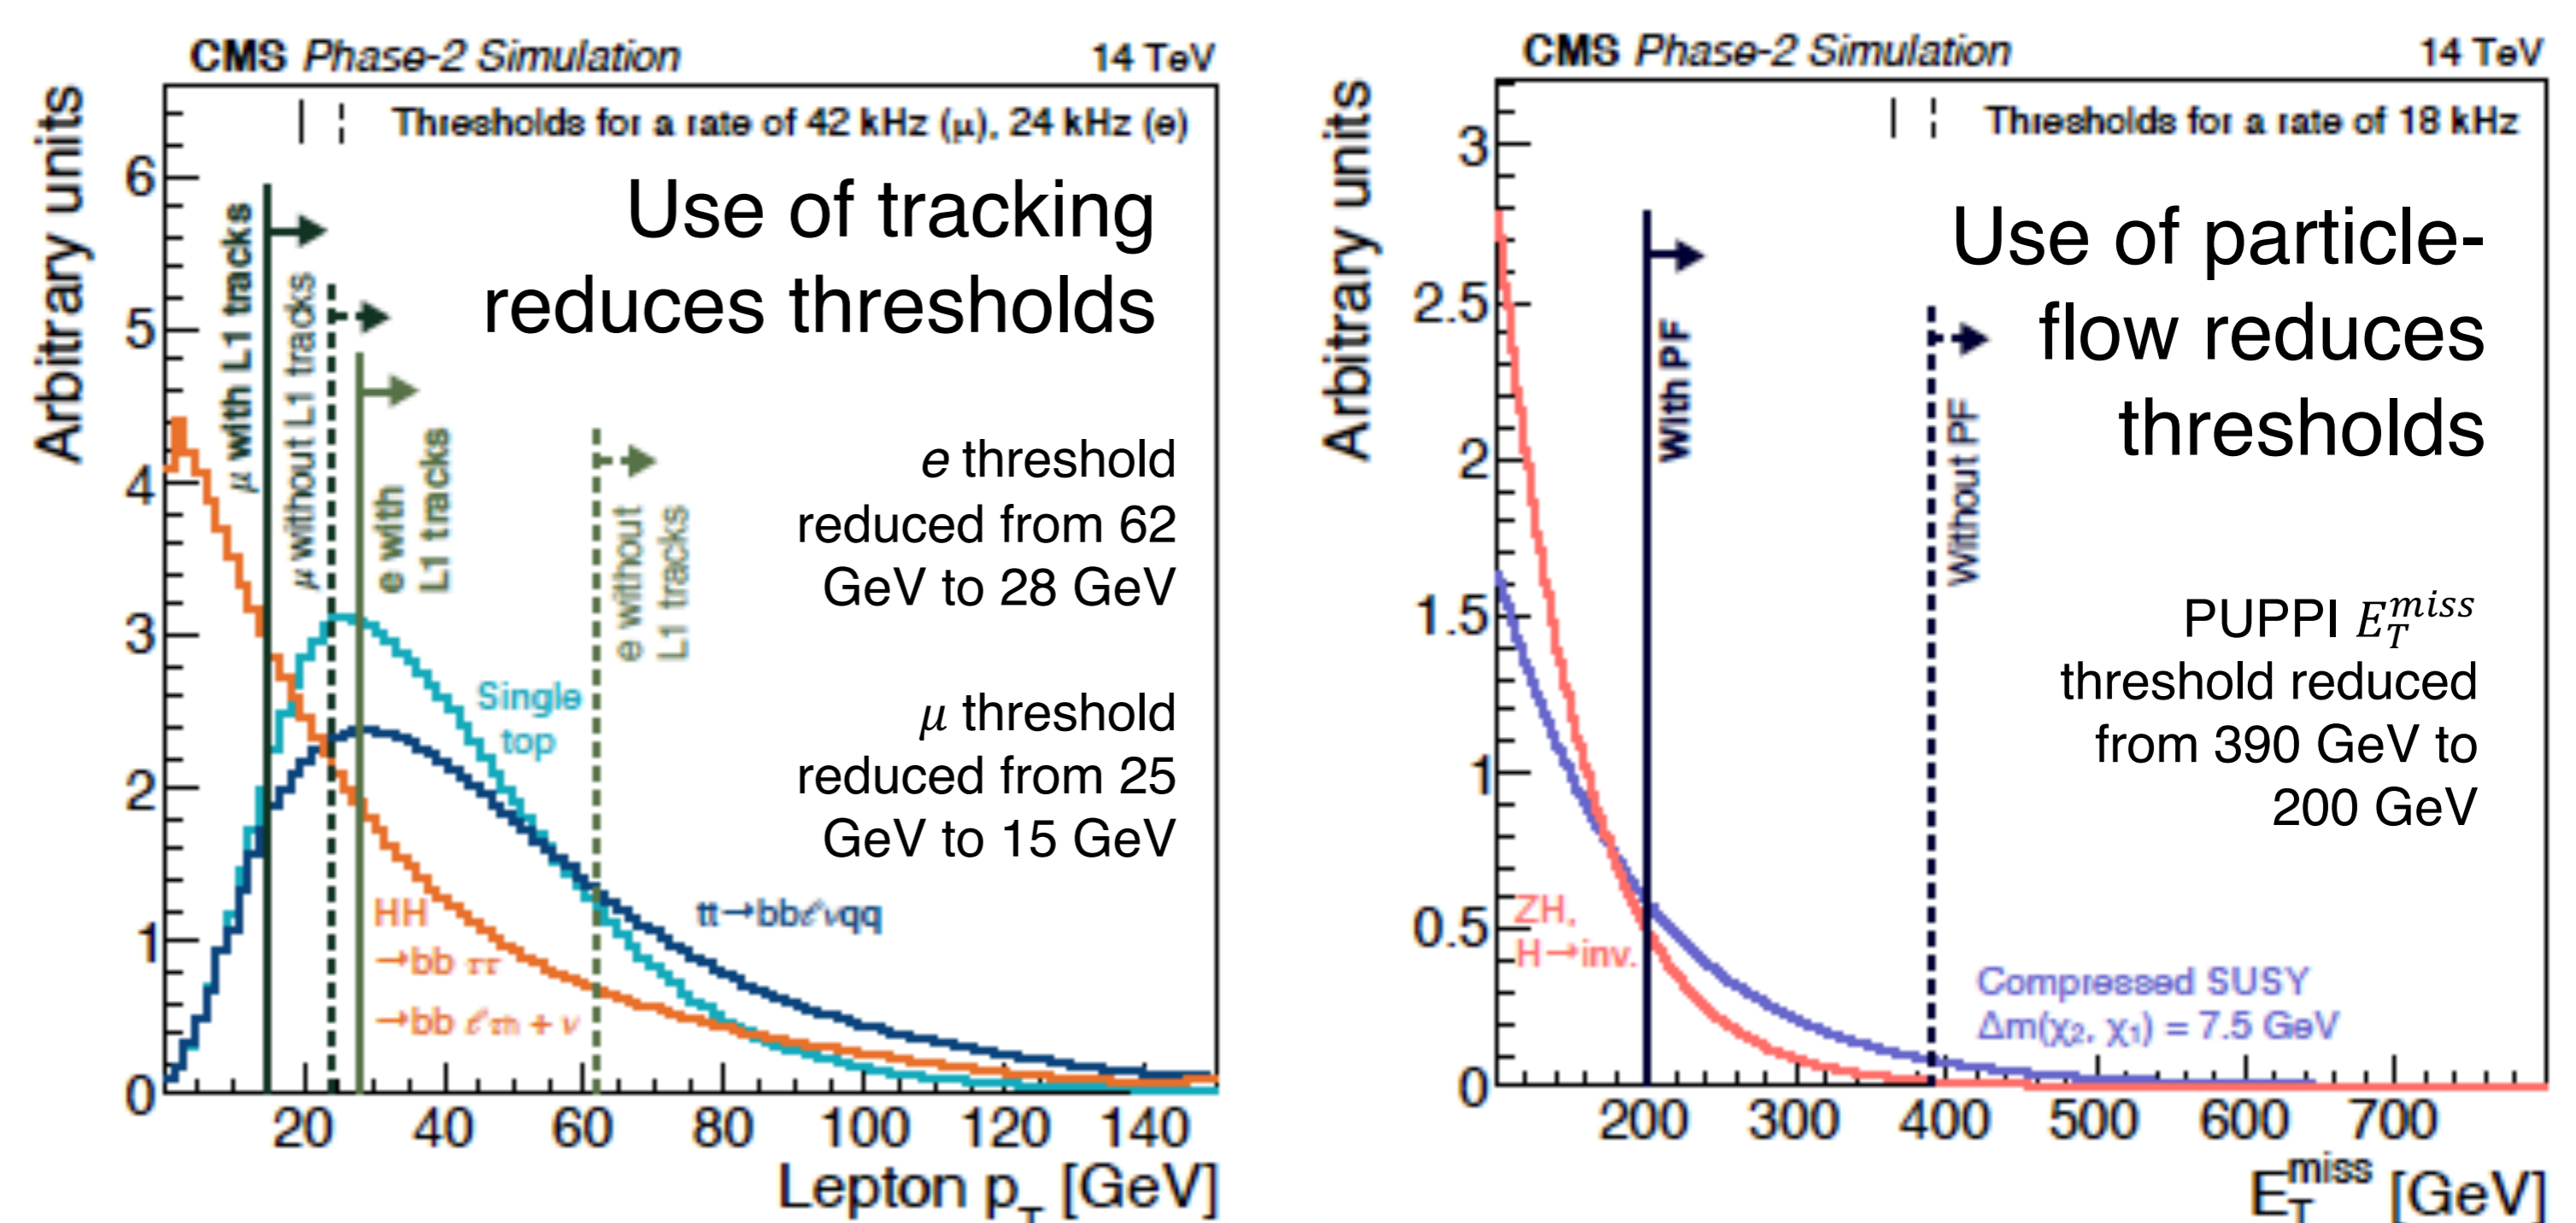 CMS Phase-2 Simulation 14 TeV
Thresholds for a rate of 42 kHz (μ), 24 kHz (e)
Use of tracking
reduces thresholds
Arbitrary units
6
5
4
3
2
1
0
μ with L1 tracks
μ without L1 tracks
e with
L1 tracks
e without
L1 tracks
e threshold
reduced from 62
GeV to 28 GeV
μ threshold
reduced from 25
GeV to 15 GeV
Single
top
tt→bbℓνqq
HH
→bb ττ
→bb ℓτh + ν
20 40 60 80 100 120 140
Lepton pT [GeV]
CMS Phase-2 Simulation 14 TeV
Thresholds for a rate of 18 kHz
Use of particle-
flow reduces
thresholds
Arbitrary units
3
2.5
2
1.5
1
0.5
0
With PF
Without PF
PUPPI E_T^miss
threshold reduced
from 390 GeV to
200 GeV
ZH,
H→inv.
Compressed SUSY
Δm(χ2, χ1) = 7.5 GeV
200 300 400 500 600 700
E_T^miss [GeV]